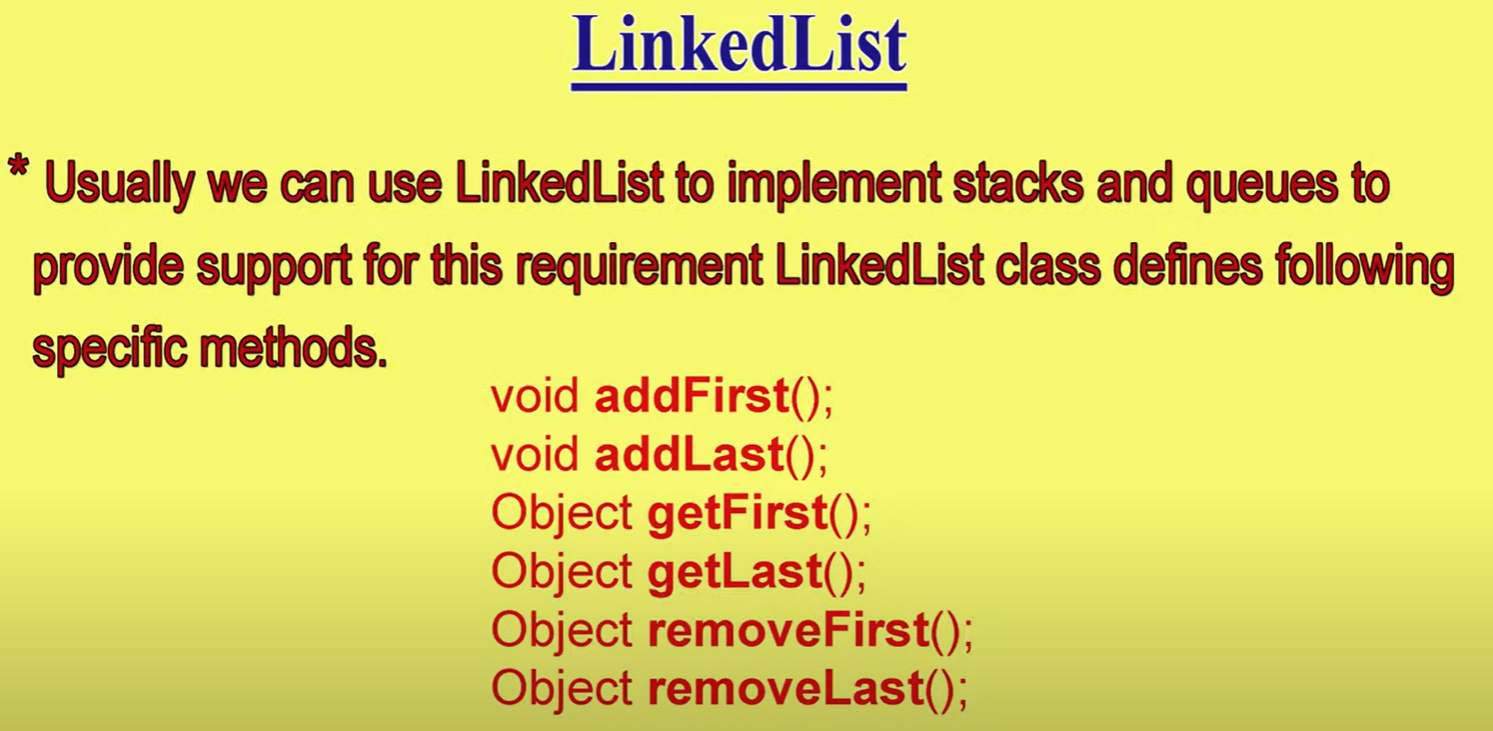 LinkedList
* Usually we can use LinkedList to implement stacks and queues to
provide support for this requirement LinkedList class defines following
specific methods.
void addFirst();
void addLast();
Object getFirst();
Object getLast();
Object removeFirst();
Object removeLast();